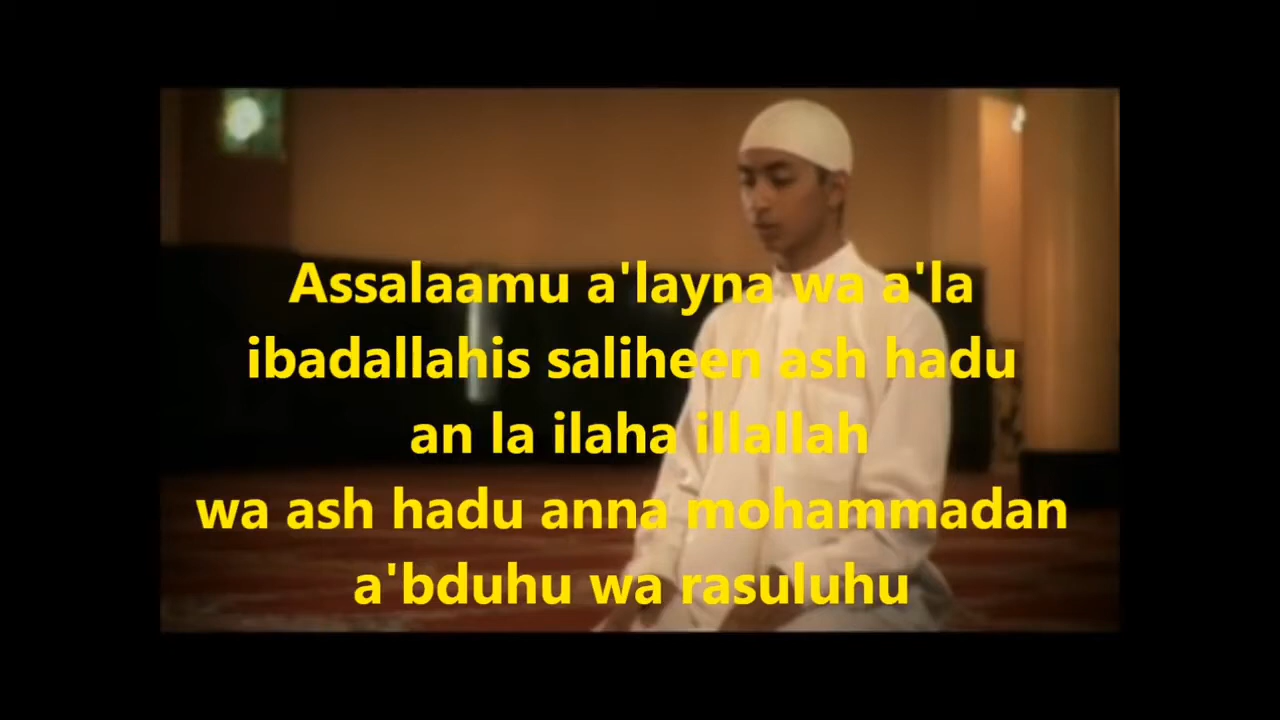 Assalaamu a'layna wa a'la
ibadallahis saliheen ash hadu
an la ilaha illallah
wa ash hadu anna mohammadan
a'bduhu wa rasuluhu